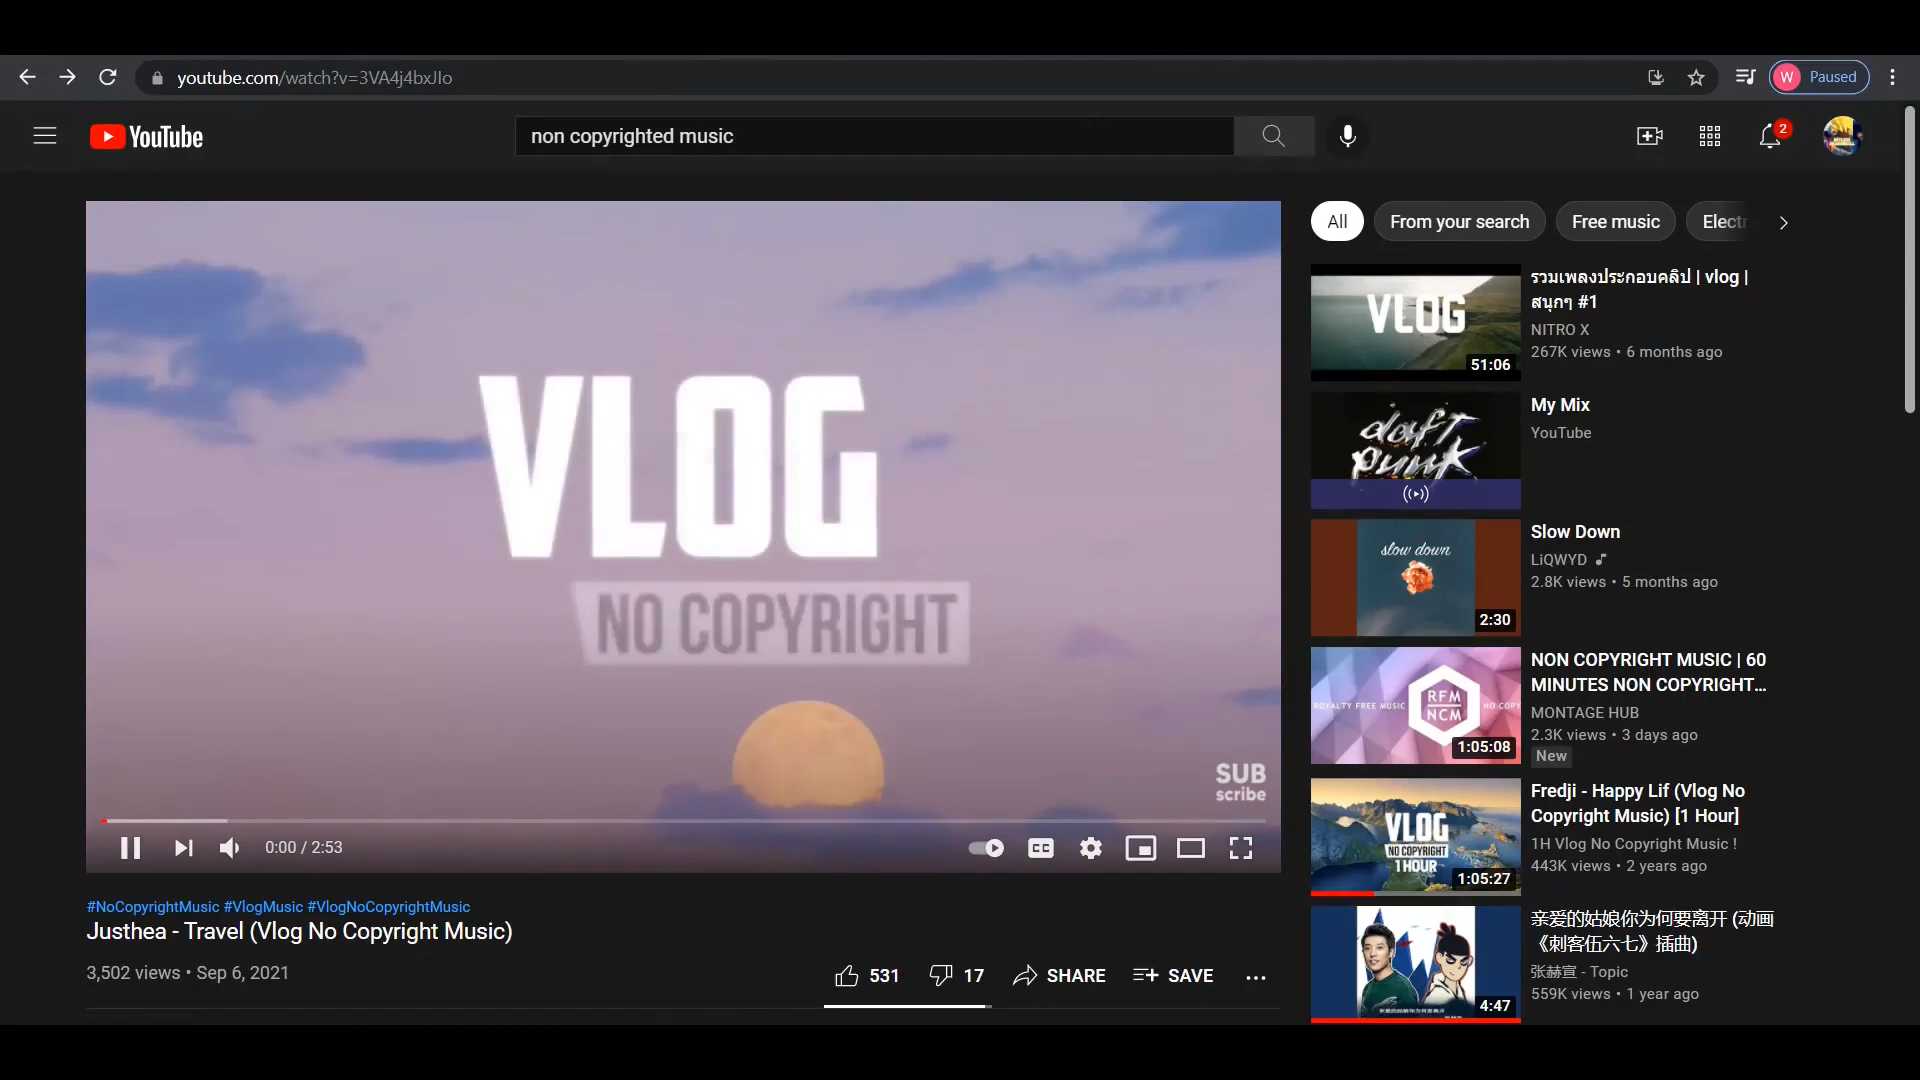 youtube.com/watch?v=3VA4j4bxJIo
W Paused
YouTube
non copyrighted music
2
VLOG
NO COPYRIGHT
SUB
scribe
0:00 / 2:53
CC
#NoCopyrightMusic #VlogMusic #VlogNoCopyrightMusic
Justhea - Travel (Vlog No Copyright Music)
3,502 views • Sep 6, 2021
531
17
SHARE
SAVE
All
From your search
Free music
Electr
VLOG
51:06
รวมเพลงประกอบคลิป | vlog |
สนุกๆ #1
NITRO X
267K views • 6 months ago
daft
punk
My Mix
YouTube
slow down
2:30
Slow Down
LiQWYD
2.8K views • 5 months ago
ROYALTY FREE MUSIC
RFM
NCM
NO COPY
1:05:08
NON COPYRIGHT MUSIC | 60
MINUTES NON COPYRIGHT...
MONTAGE HUB
2.3K views • 3 days ago
New
VLOG
NO COPYRIGHT
1 HOUR
1:05:27
Fredji - Happy Lif (Vlog No
Copyright Music) [1 Hour]
1H Vlog No Copyright Music !
443K views • 2 years ago
4:47
亲爱的姑娘你为何要离开 (动画
《刺客伍六七》插曲)
张赫宣 - Topic
559K views • 1 year ago